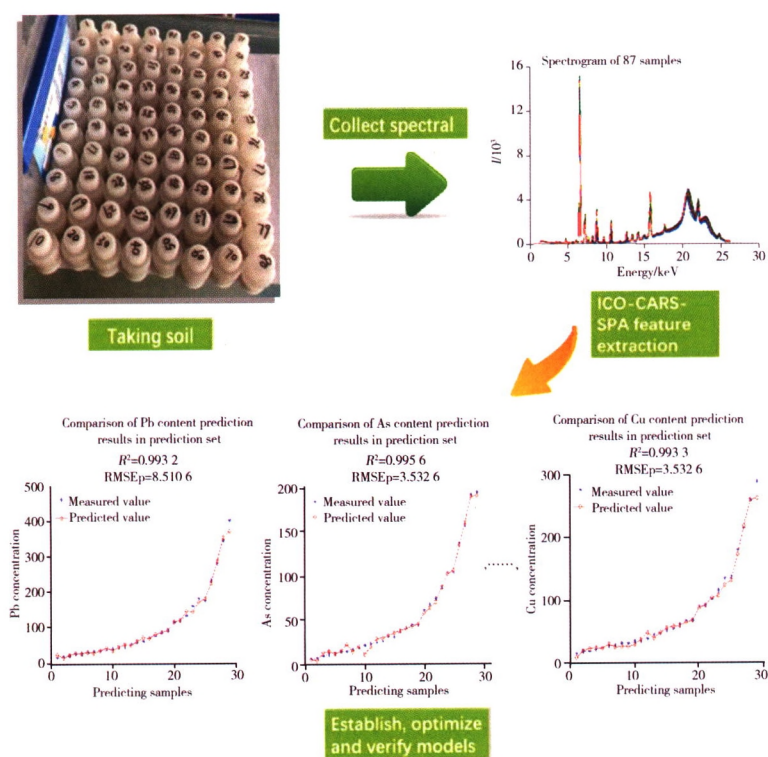 Taking soil
Collect spectral
Spectrogram of 87 samples
I/10³
16
12
8
4
0
0 5 10 15 20 25 30
Energy/keV
ICO-CARS-
SPA feature
extraction
Comparison of Pb content prediction
results in prediction set
R²=0.993 2
RMSEp=8.510 6
Measured value
Predicted value
Pb concentration
500
400
300
200
100
0
0 10 20 30
Predicting samples
Comparison of As content prediction
results in prediction set
R²=0.995 6
RMSEp=3.532 6
Measured value
Predicted value
As concentration
200
150
100
50
0
0 10 20 30
Predicting samples
Comparison of Cu content prediction
results in prediction set
R²=0.993 3
RMSEp=3.532 6
Measured value
Predicted value
Cu concentration
300
200
100
0
0 10 20 30
Predicting samples
Establish, optimize
and verify models